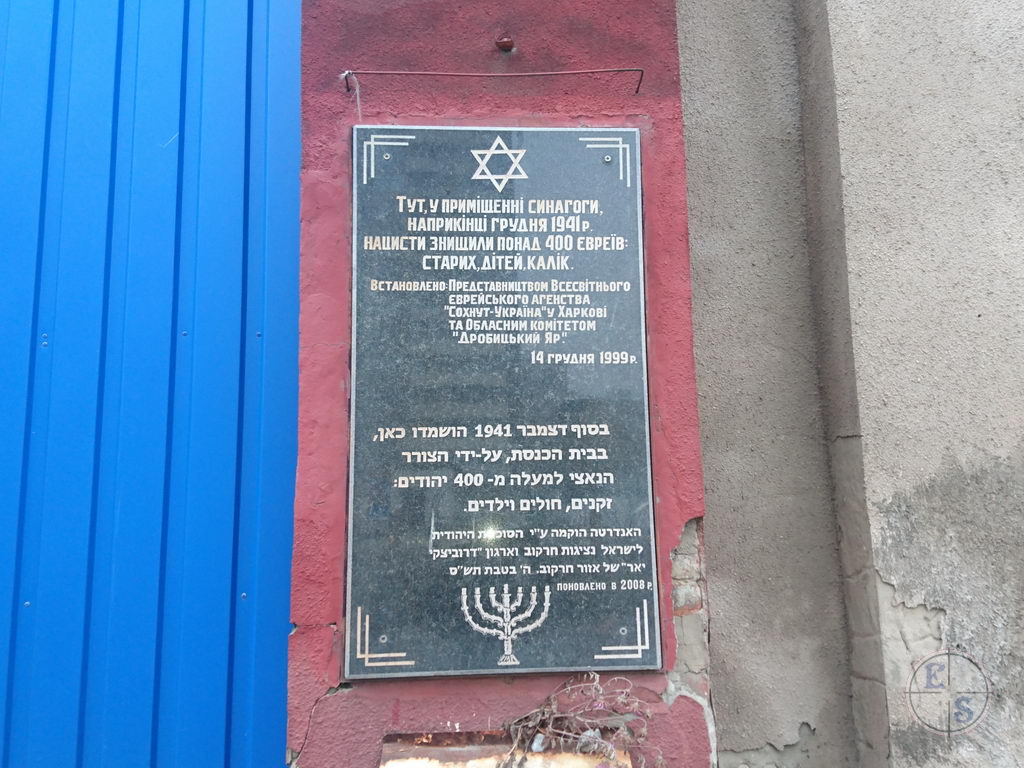 Тут, у приміщенні синагоги,
наприкінці грудня 1941 р.
нацисти знищили понад 400 євреїв:
старих, дітей, калік.
Встановлено: Представництвом Всесвітнього
єврейського агенства
"Сохнут-Україна" у Харкові
та Обласним комітетом
"Дробицький Яр."
14 грудня 1999 р.
בסוף דצמבר 1941 הושמדו כאן,
בבית הכנסת, על-ידי הצורר
הנאצי למעלה מ- 400 יהודים:
זקנים, חולים וילדים.
האנדרטה הוקמה ע"י הסוכנות היהודית
לישראל נציגות חרקוב וארגון "דרוביצקי
יאר" של אזור חרקוב. ה' בטבת תש"ס
поновлено в 2008 р.
E S